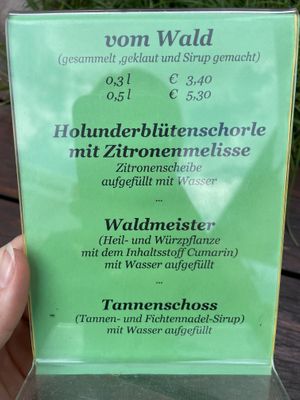 vom Wald
(gesammelt ,geklaut und Sirup gemacht)
0,3 l € 3,40
0,5 l € 5,30
Holunderblütenschorle
mit Zitronenmelisse
Zitronenscheibe
aufgefüllt mit Wasser
...
Waldmeister
(Heil- und Würzpflanze
mit dem Inhaltsstoff Cumarin)
mit Wasser aufgefüllt
...
Tannenschoss
(Tannen- und Fichtennadel-Sirup)
mit Wasser aufgefüllt